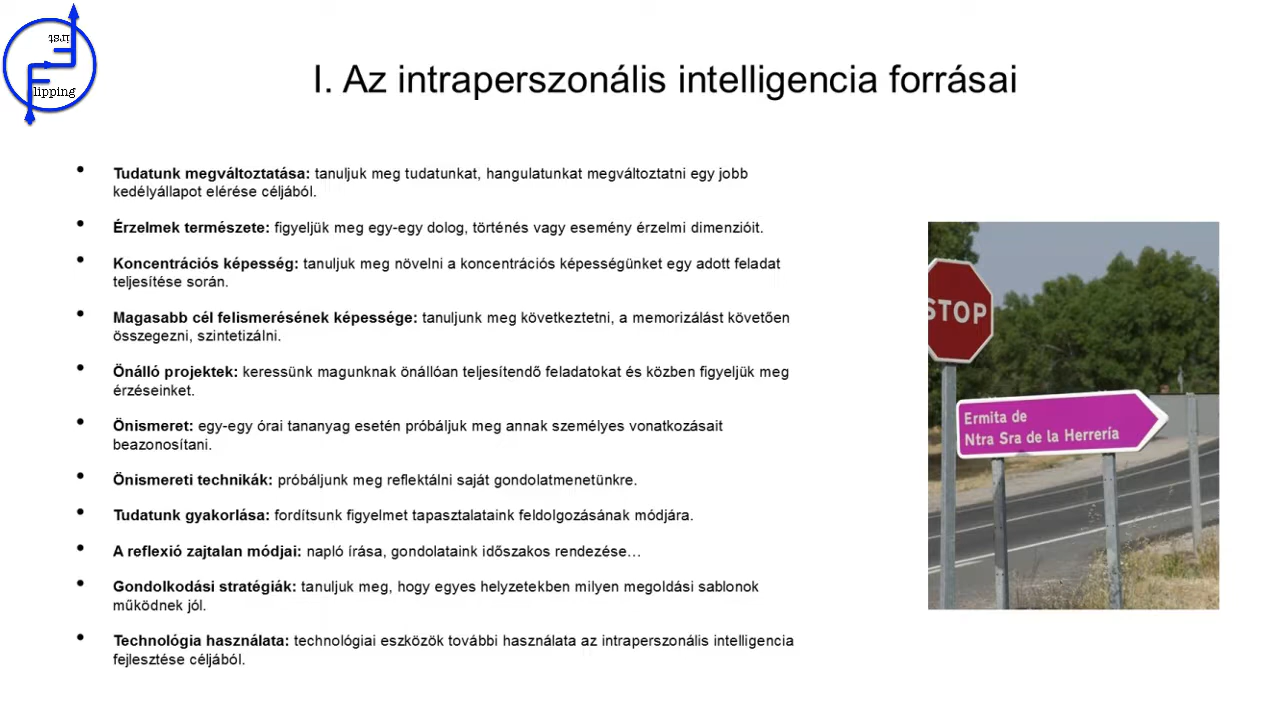 irst
lipping
I. Az intraperszonális intelligencia forrásai
• Tudatunk megváltoztatása: tanuljuk meg tudatunkat, hangulatunkat megváltoztatni egy jobb
kedélyállapot elérése céljából.
• Érzelmek természete: figyeljük meg egy-egy dolog, történés vagy esemény érzelmi dimenzióit.
• Koncentrációs képesség: tanuljuk meg növelni a koncentrációs képességünket egy adott feladat
teljesítése során.
• Magasabb cél felismerésének képessége: tanuljunk meg következtetni, a memorizálást követően
összegezni, szintetizálni.
• Önálló projektek: keressünk magunknak önállóan teljesítendő feladatokat és közben figyeljük meg
érzéseinket.
• Önismeret: egy-egy órai tananyag esetén próbáljuk meg annak személyes vonatkozásait
beazonosítani.
• Önismereti technikák: próbáljunk meg reflektálni saját gondolatmenetünkre.
• Tudatunk gyakorlása: fordítsunk figyelmet tapasztalataink feldolgozásának módjára.
• A reflexió zajtalan módjai: napló írása, gondolataink időszakos rendezése…
• Gondolkodási stratégiák: tanuljuk meg, hogy egyes helyzetekben milyen megoldási sablonok
működnek jól.
• Technológia használata: technológiai eszközök további használata az intraperszonális intelligencia
fejlesztése céljából.
STOP
Ermita de
Ntra Sra de la Herrería